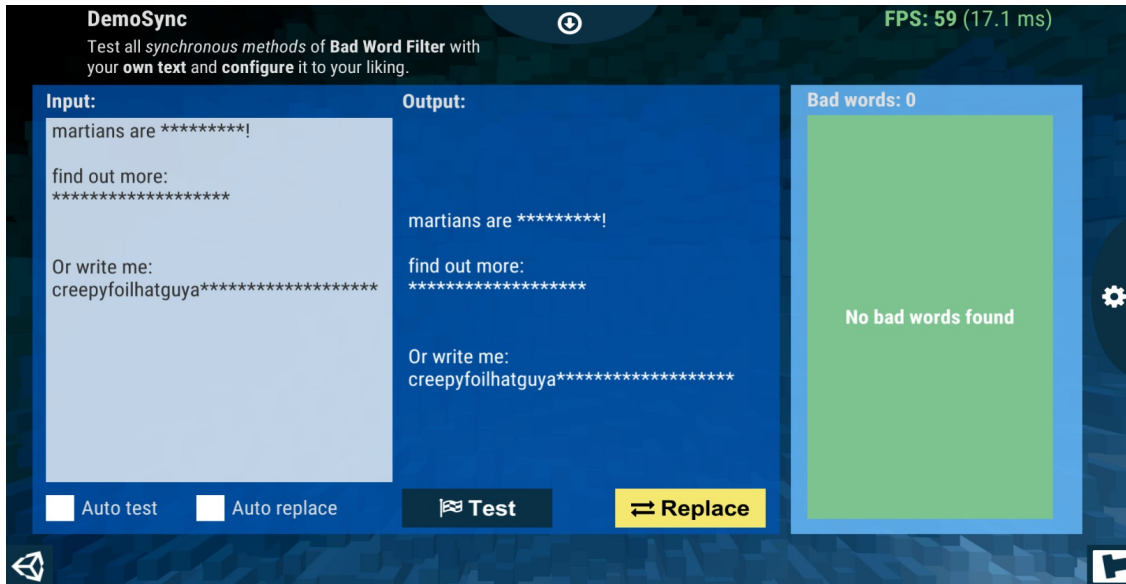 DemoSync
Test all synchronous methods of Bad Word Filter with
your own text and configure it to your liking.
FPS: 59 (17.1 ms)
Input:
martians are *********!
find out more:
*******************
Or write me:
creepyfoilhatguya*******************
Auto test
Auto replace
Output:
martians are *********!
find out more:
*******************
Or write me:
creepyfoilhatguya*******************
Test
Replace
Bad words: 0
No bad words found